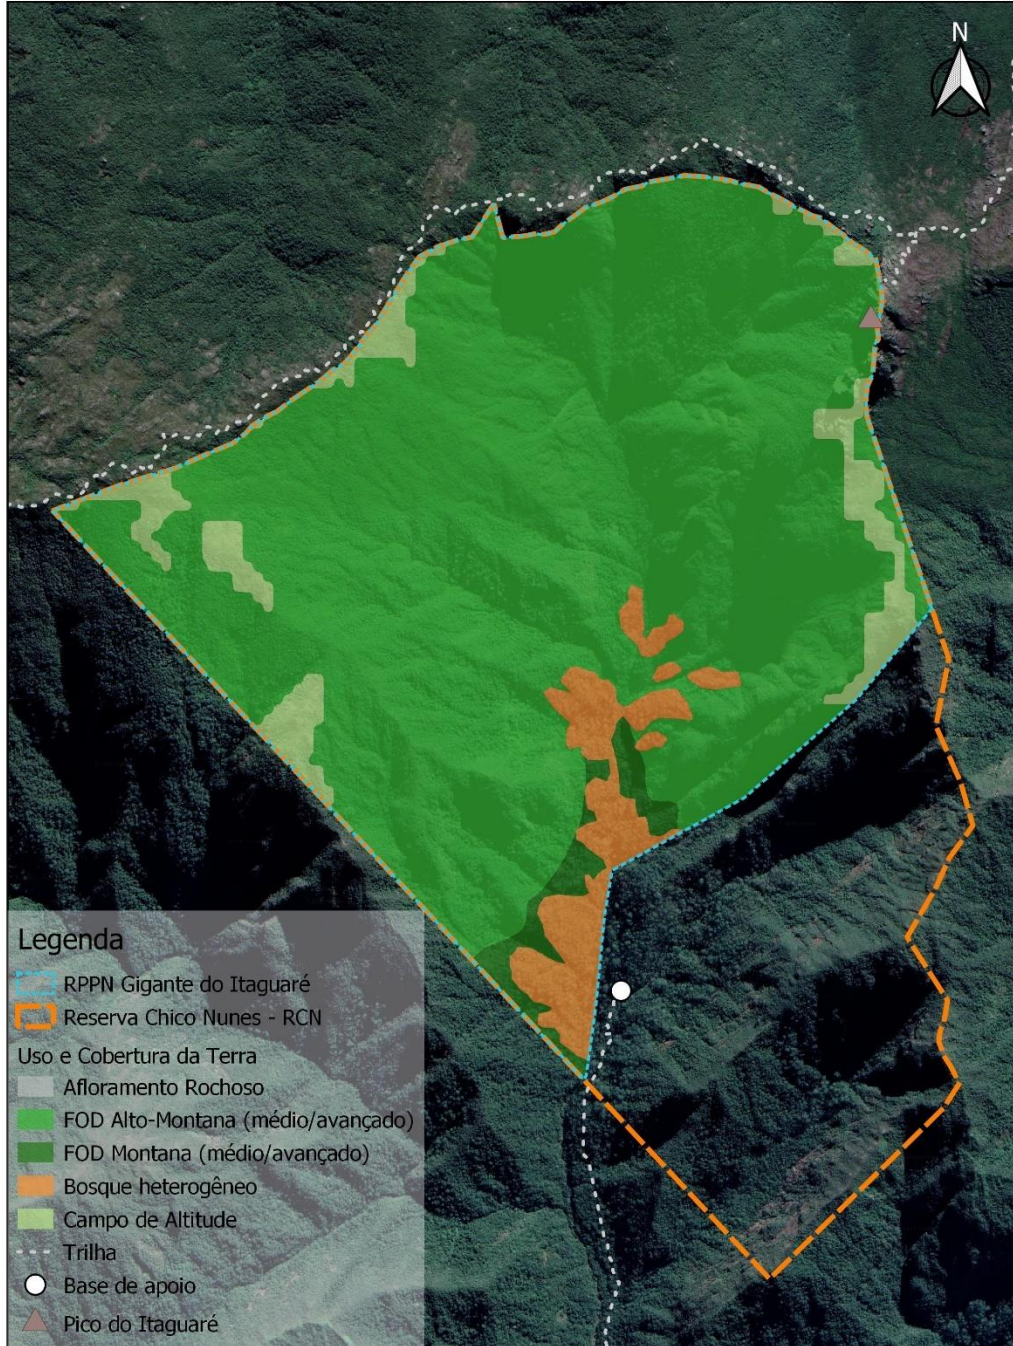 N
Legenda
RPPN Gigante do Itaguaré
Reserva Chico Nunes - RCN
Uso e Cobertura da Terra
Afloramento Rochoso
FOD Alto-Montana (médio/avançado)
FOD Montana (médio/avançado)
Bosque heterogêneo
Campo de Altitude
Trilha
Base de apoio
Pico do Itaguaré